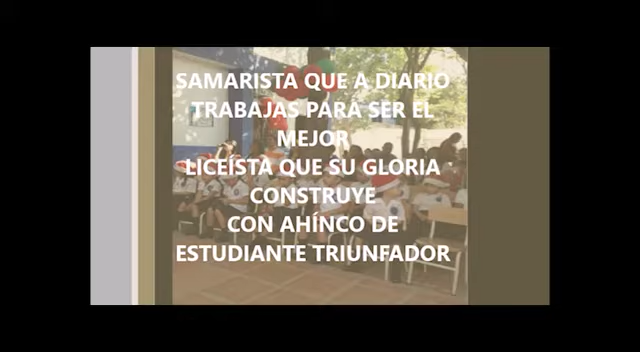 SAMARISTA QUE A DIARIO
TRABAJAS PARA SER EL
MEJOR
LICEÍSTA QUE SU GLORIA
CONSTRUYE
CON AHÍNCO DE
ESTUDIANTE TRIUNFADOR